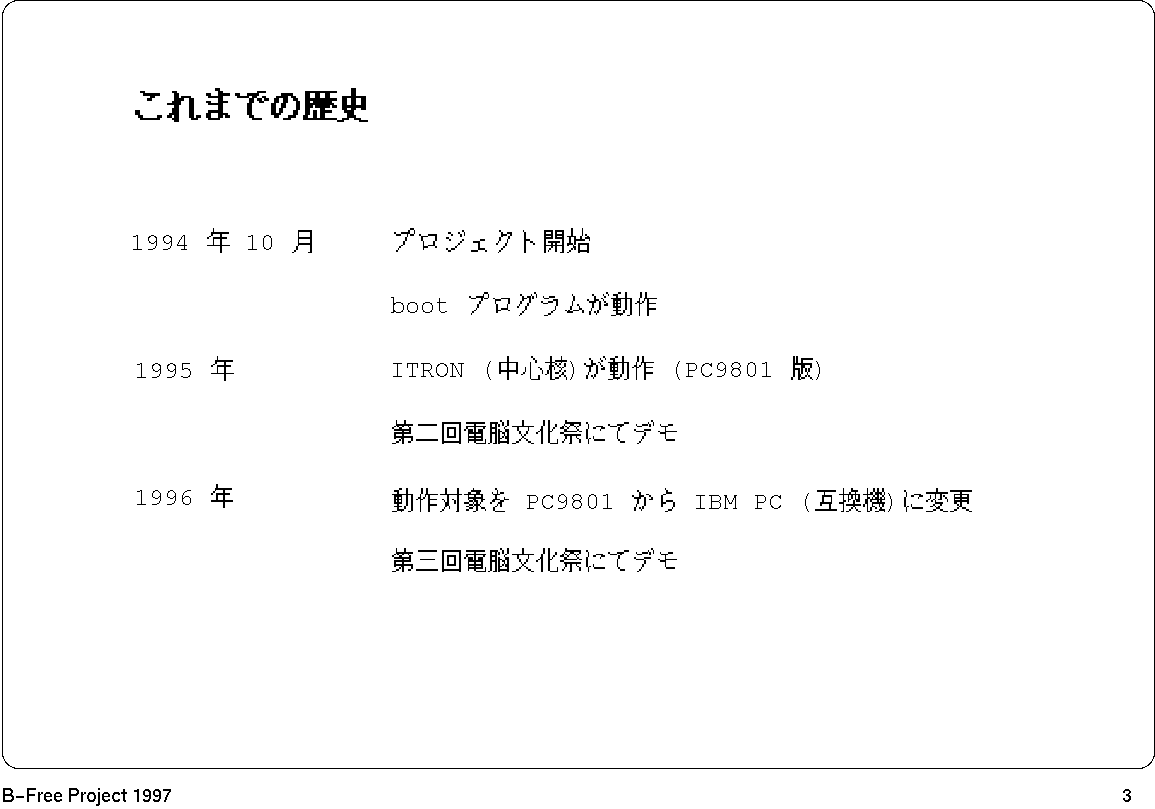 これまでの歴史
1994 年 10 月 プロジェクト開始
boot プログラムが動作
1995 年 ITRON (中心核)が動作 (PC9801 版)
第二回電脳文化祭にてデモ
1996 年 動作対象を PC9801 から IBM PC (互換機)に変更
第三回電脳文化祭にてデモ
B-Free Project 1997 3